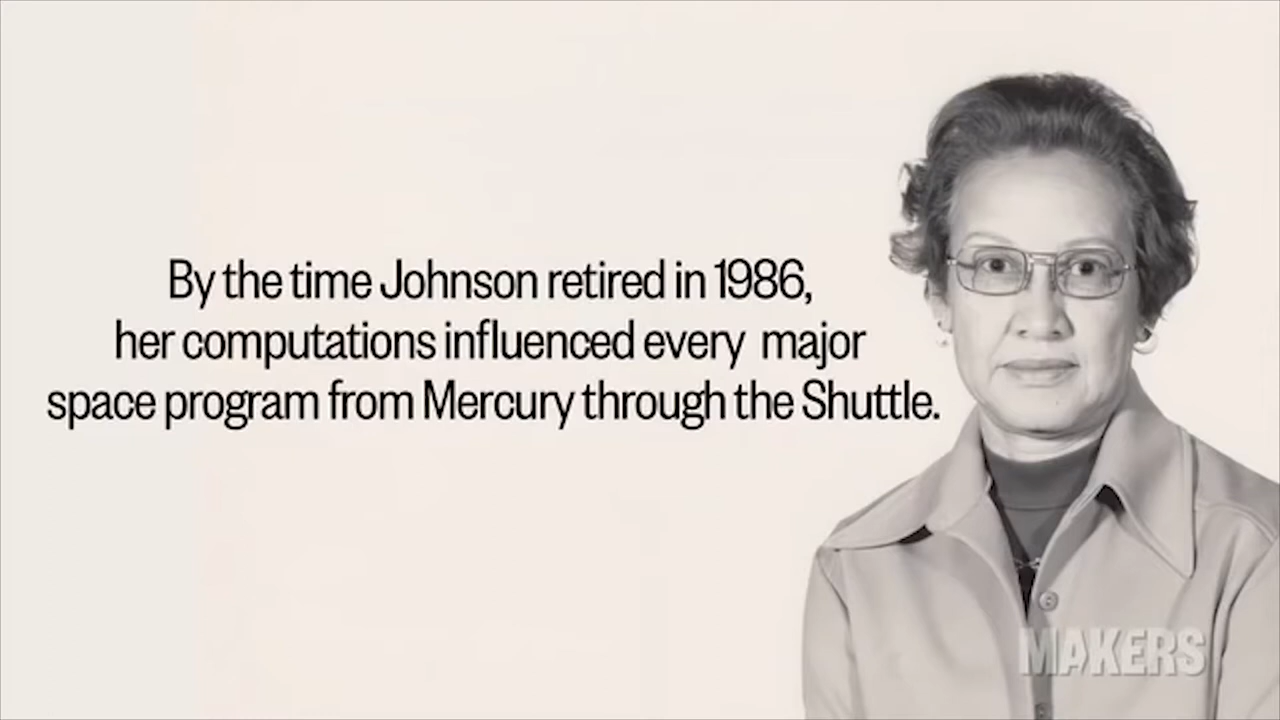 By the time Johnson retired in 1986,
her computations influenced every  major
space program from Mercury through the Shuttle.
MAKERS